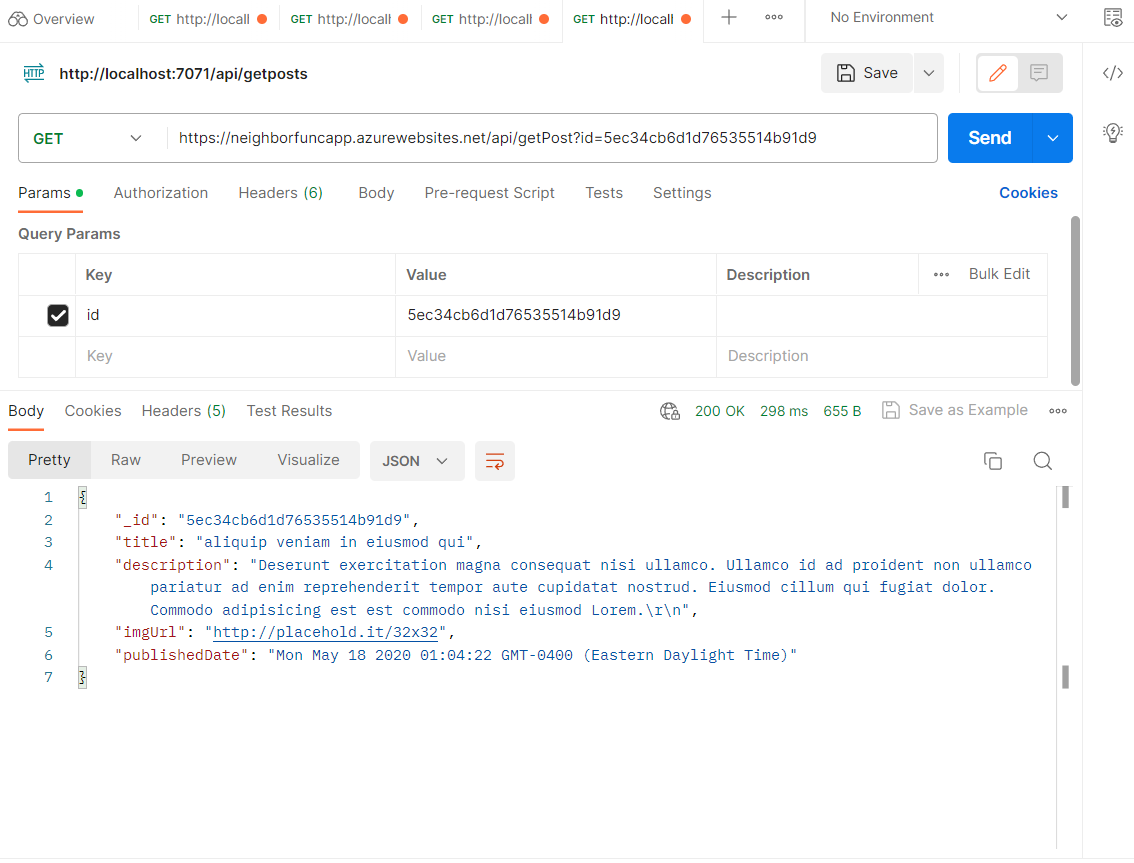 Overview GET http://locall GET http://locall GET http://locall GET http://locall No Environment
HTTP http://localhost:7071/api/getposts Save
GET https://neighborfuncapp.azurewebsites.net/api/getPost?id=5ec34cb6d1d76535514b91d9 Send
Params Authorization Headers (6) Body Pre-request Script Tests Settings Cookies
Query Params
Key Value Description Bulk Edit
id 5ec34cb6d1d76535514b91d9
Key Value Description
Body Cookies Headers (5) Test Results 200 OK 298 ms 655 B Save as Example
Pretty Raw Preview Visualize JSON
1 {
2 "_id": "5ec34cb6d1d76535514b91d9",
3 "title": "aliquip veniam in eiusmod qui",
4 "description": "Deserunt exercitation magna consequat nisi ullamco. Ullamco id ad proident non ullamco
pariatur ad enim reprehenderit tempor aute cupidatat nostrud. Eiusmod cillum qui fugiat dolor.
Commodo adipisicing est est commodo nisi eiusmod Lorem.\r\n",
5 "imgUrl": "http://placehold.it/32x32",
6 "publishedDate": "Mon May 18 2020 01:04:22 GMT-0400 (Eastern Daylight Time)"
7 }